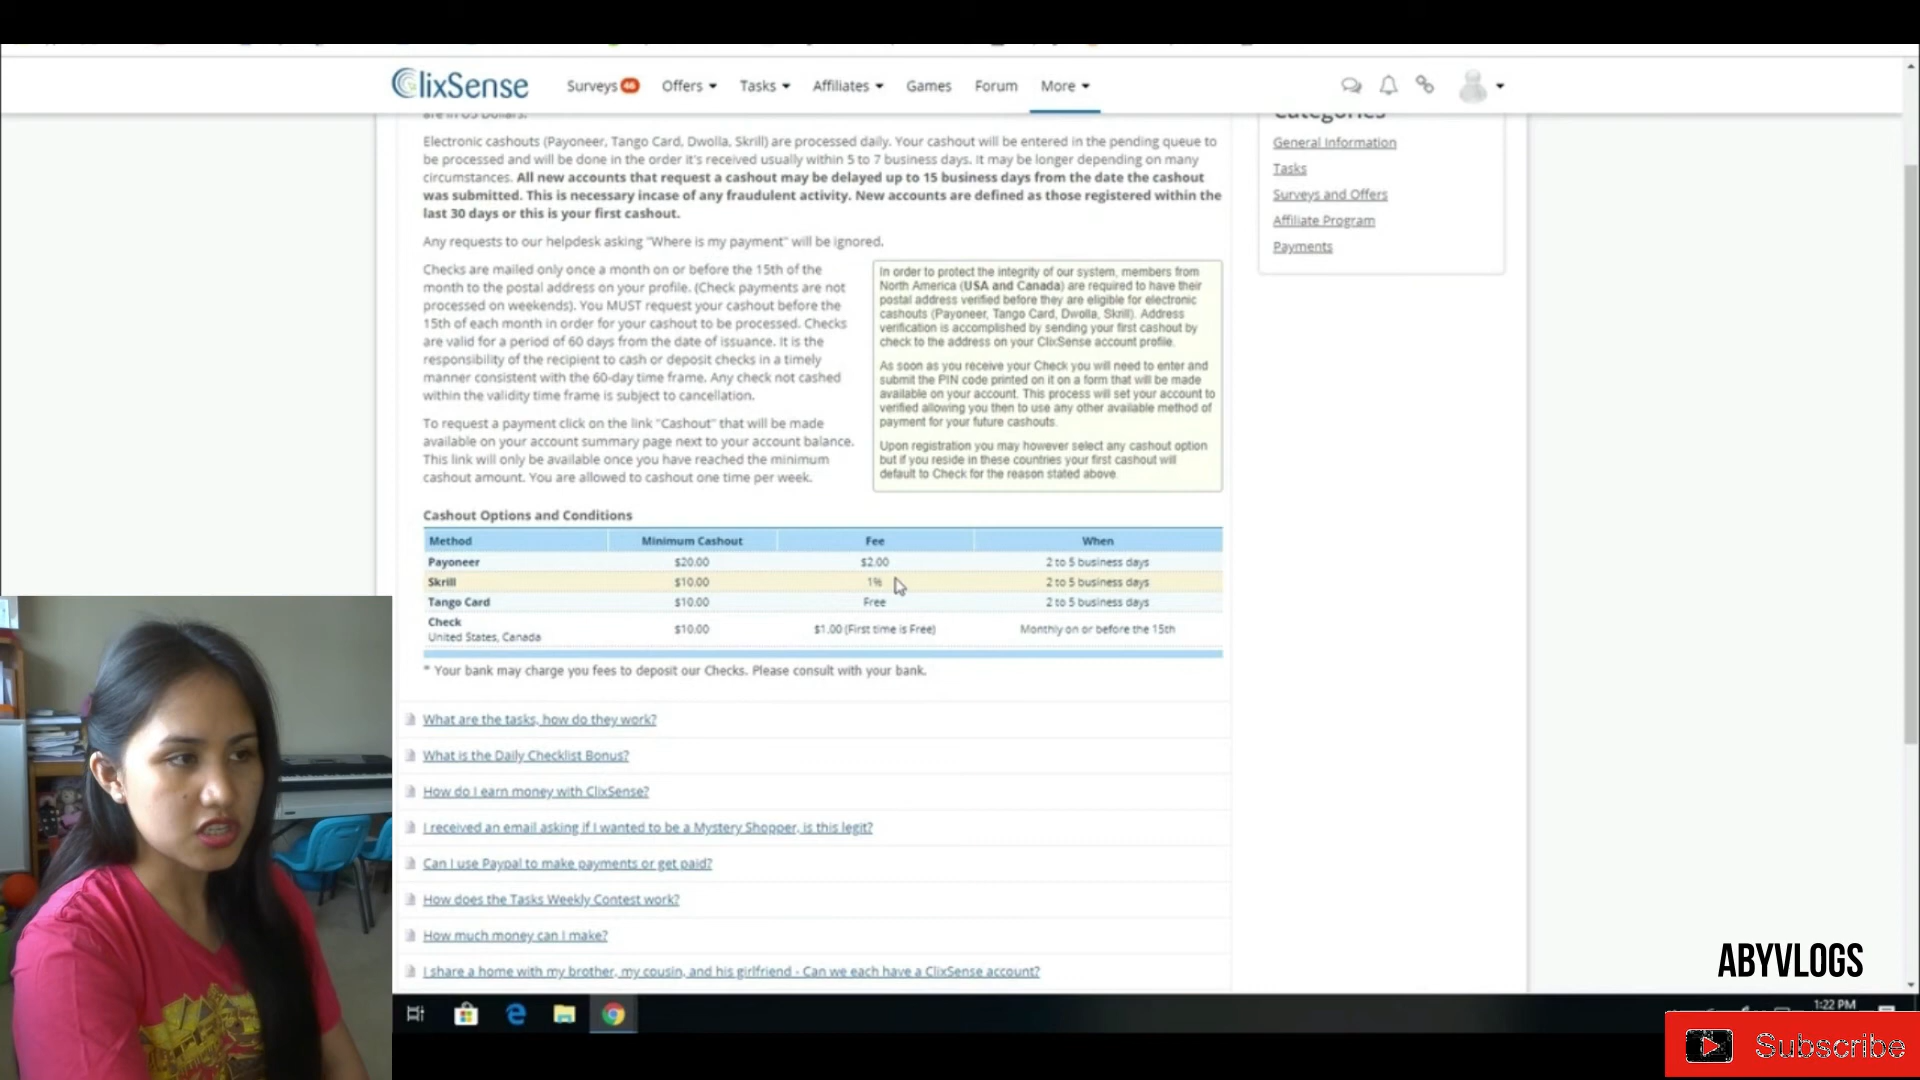 ClixSense
Surveys 46 Offers Tasks Affiliates Games Forum More
are in US Dollars.
Electronic cashouts (Payoneer, Tango Card, Dwolla, Skrill) are processed daily. Your cashout will be entered in the pending queue to
be processed and will be done in the order it's received usually within 5 to 7 business days. It may be longer depending on many
circumstances. All new accounts that request a cashout may be delayed up to 15 business days from the date the cashout
was submitted. This is necessary incase of any fraudulent activity. New accounts are defined as those registered within the
last 30 days or this is your first cashout.
Any requests to our helpdesk asking "Where is my payment" will be ignored.
Checks are mailed only once a month on or before the 15th of the
month to the postal address on your profile. (Check payments are not
processed on weekends). You MUST request your cashout before the
15th of each month in order for your cashout to be processed. Checks
are valid for a period of 60 days from the date of issuance. It is the
responsibility of the recipient to cash or deposit checks in a timely
manner consistent with the 60-day time frame. Any check not cashed
within the validity time frame is subject to cancellation.
To request a payment click on the link "Cashout" that will be made
available on your account summary page next to your account balance.
This link will only be available once you have reached the minimum
cashout amount. You are allowed to cashout one time per week.
In order to protect the integrity of our system, members from
North America (USA and Canada) are required to have their
postal address verified before they are eligible for electronic
cashouts (Payoneer, Tango Card, Dwolla, Skrill). Address
verification is accomplished by sending your first cashout by
check to the address on your ClixSense account profile.
As soon as you receive your Check you will need to enter and
submit the PIN code printed on it on a form that will be made
available on your account. This process will set your account to
verified allowing you then to use any other available method of
payment for your future cashouts.
Upon registration you may however select any cashout option
but if you reside in these countries your first cashout will
default to Check for the reason stated above.
Cashout Options and Conditions
Method Minimum Cashout Fee When
Payoneer $20.00 $2.00 2 to 5 business days
Skrill $10.00 1% 2 to 5 business days
Tango Card $10.00 Free 2 to 5 business days
Check
United States, Canada $10.00 $1.00 (First time is Free) Monthly on or before the 15th
* Your bank may charge you fees to deposit our Checks. Please consult with your bank.
What are the tasks, how do they work?
What is the Daily Checklist Bonus?
How do I earn money with ClixSense?
I received an email asking if I wanted to be a Mystery Shopper, is this legit?
Can I use Paypal to make payments or get paid?
How does the Tasks Weekly Contest work?
How much money can I make?
I share a home with my brother, my cousin, and his girlfriend - Can we each have a ClixSense account?
Categories
General Information
Tasks
Surveys and Offers
Affiliate Program
Payments
ABYVLOGS
1:22 PM
Subscribe